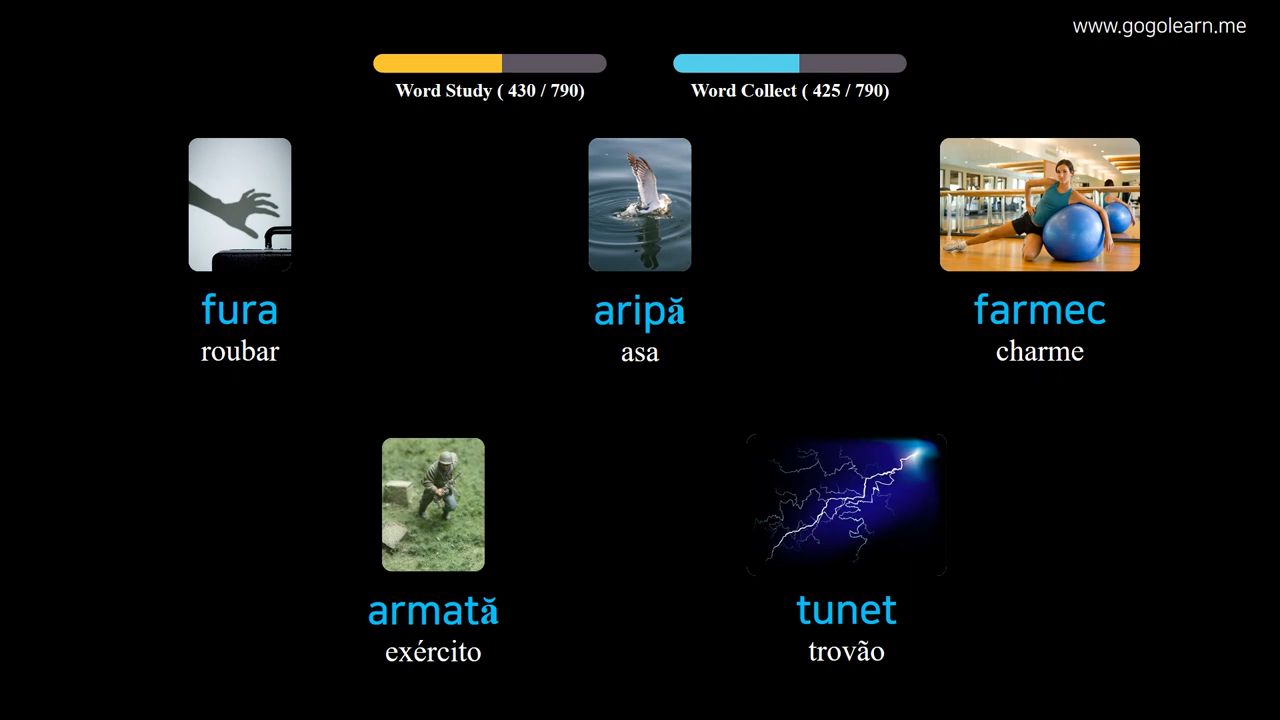 www.gogolearn.me
Word Study ( 430 / 790)
Word Collect ( 425 / 790)
fura
roubar
aripă
asa
farmec
charme
armată
exército
tunet
trovão